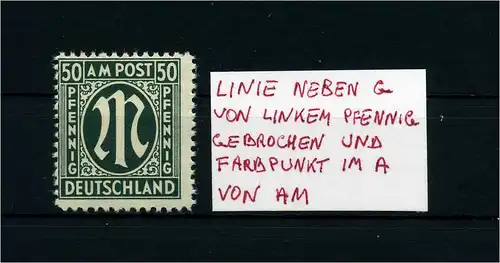 50 AM POST 50
PFENNIG
M
PFENNIG
DEUTSCHLAND
LINIE NEBEN G
VON LINKEM PFENNIG
GEBROCHEN UND
FARBPUNKT IM A
VON AM